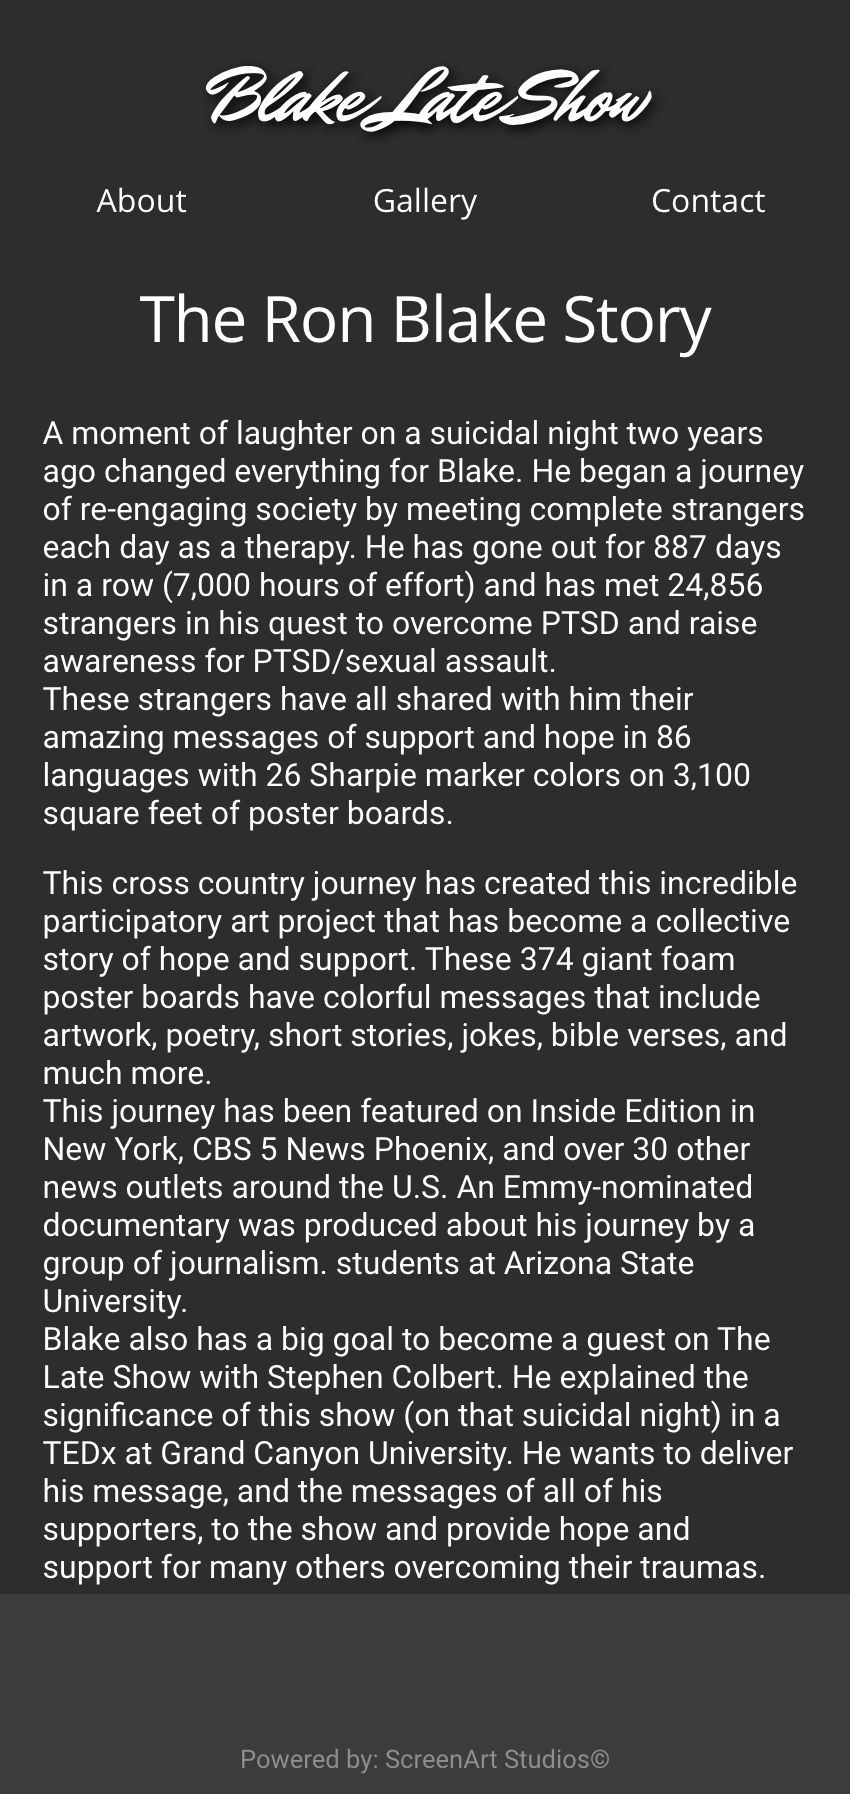 Blake Late Show
About Gallery Contact
The Ron Blake Story
A moment of laughter on a suicidal night two years
ago changed everything for Blake. He began a journey
of re-engaging society by meeting complete strangers
each day as a therapy. He has gone out for 887 days
in a row (7,000 hours of effort) and has met 24,856
strangers in his quest to overcome PTSD and raise
awareness for PTSD/sexual assault.
These strangers have all shared with him their
amazing messages of support and hope in 86
languages with 26 Sharpie marker colors on 3,100
square feet of poster boards.
This cross country journey has created this incredible
participatory art project that has become a collective
story of hope and support. These 374 giant foam
poster boards have colorful messages that include
artwork, poetry, short stories, jokes, bible verses, and
much more.
This journey has been featured on Inside Edition in
New York, CBS 5 News Phoenix, and over 30 other
news outlets around the U.S. An Emmy-nominated
documentary was produced about his journey by a
group of journalism. students at Arizona State
University.
Blake also has a big goal to become a guest on The
Late Show with Stephen Colbert. He explained the
significance of this show (on that suicidal night) in a
TEDx at Grand Canyon University. He wants to deliver
his message, and the messages of all of his
supporters, to the show and provide hope and
support for many others overcoming their traumas.
Powered by: ScreenArt Studios©